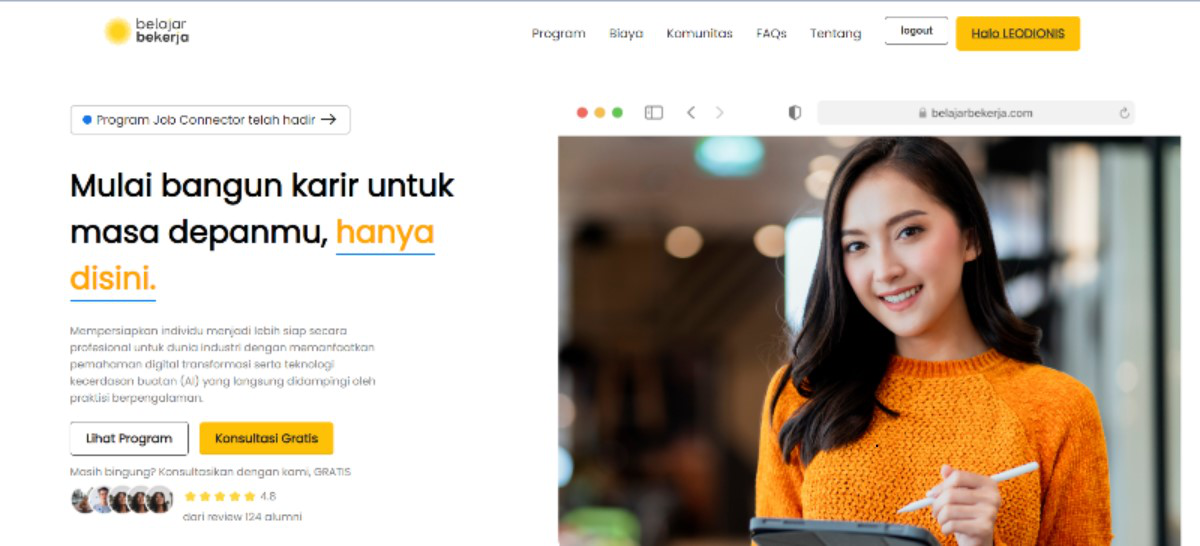 belajar
bekerja
Program Biaya Komunitas FAQs Tentang logout Halo LEODIONIS
Program Job Connector telah hadir →
belajarbekerja.com
Mulai bangun karir untuk
masa depanmu, hanya
disini.
Mempersiapkan individu menjadi lebih siap secara
profesional untuk dunia industri dengan memanfaatkan
pemahaman digital transformasi serta teknologi
kecerdasan buatan (AI) yang langsung didampingi oleh
praktisi berpengalaman.
Lihat Program Konsultasi Gratis
Masih bingung? Konsultasikan dengan kami, GRATIS
4.8
dari review 124 alumni